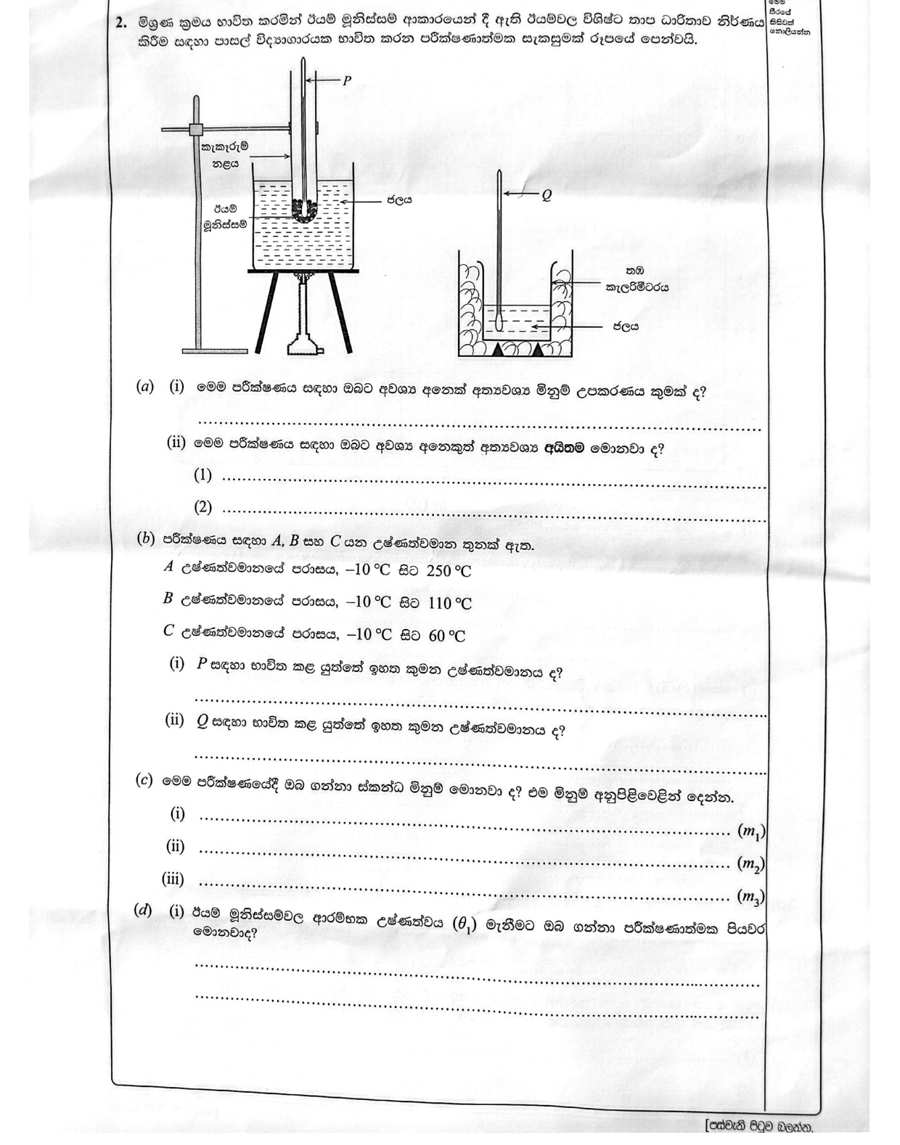 මෙම
තීරයේ
කිසිවක්
නොලියන්න
2. මිශ්‍රණ ක්‍රමය භාවිත කරමින් ඊයම් මූනිස්සම් ආකාරයෙන් දී ඇති ඊයම්වල විශිෂ්ට තාප ධාරිතාව නිර්ණය
කිරීම සඳහා පාසල් විද්‍යාගාරයක භාවිත කරන පරීක්ෂණාත්මක සැකසුමක් රූපයේ පෙන්වයි.
P
කැකෑරුම්
නළය
ජලය
ඊයම්
මූනිස්සම්
Q
තඹ
කැලරිමීටරය
ජලය
(a) (i) මෙම පරීක්ෂණය සඳහා ඔබට අවශ්‍ය අනෙක් අත්‍යවශ්‍ය මිනුම් උපකරණය කුමක් ද?
(ii) මෙම පරීක්ෂණය සඳහා ඔබට අවශ්‍ය අනෙකුත් අත්‍යවශ්‍ය අයිතම මොනවා ද?
(1)
(2)
(b) පරීක්ෂණය සඳහා A, B සහ C යන උෂ්ණත්වමාන තුනක් ඇත.
A උෂ්ණත්වමානයේ පරාසය, –10 °C සිට 250 °C
B උෂ්ණත්වමානයේ පරාසය, –10 °C සිට 110 °C
C උෂ්ණත්වමානයේ පරාසය, –10 °C සිට 60 °C
(i) P සඳහා භාවිත කළ යුත්තේ ඉහත කුමන උෂ්ණත්වමානය ද?
(ii) Q සඳහා භාවිත කළ යුත්තේ ඉහත කුමන උෂ්ණත්වමානය ද?
(c) මෙම පරීක්ෂණයේදී ඔබ ගන්නා ස්කන්ධ මිනුම් මොනවා ද? එම මිනුම් අනුපිළිවෙළින් දෙන්න.
(i) (m₁)
(ii) (m₂)
(iii) (m₃)
(d) (i) ඊයම් මූනිස්සම්වල ආරම්භක උෂ්ණත්වය (θ₁) මැනීමට ඔබ ගන්නා පරීක්ෂණාත්මක පියවර
මොනවාද?
[පස්වැනි පිටුව බලන්න.